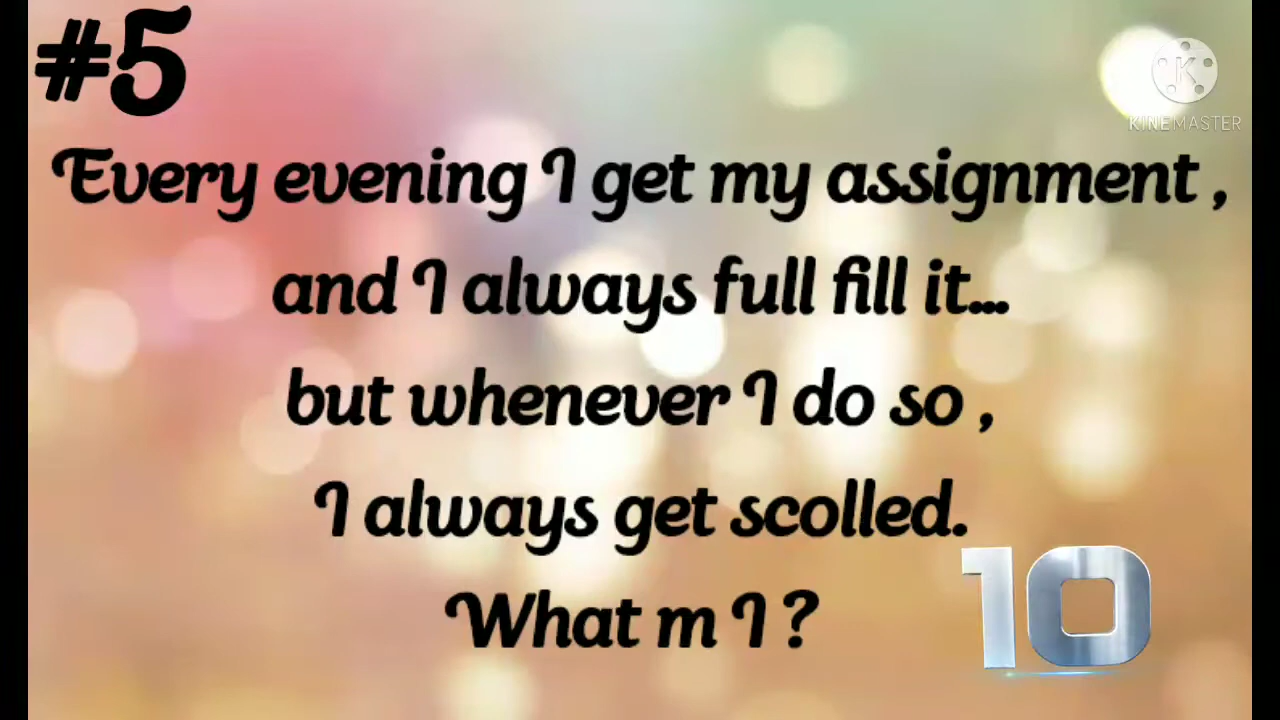 #5
KINEMASTER
Every evening I get my assignment ,
and I always full fill it...
but whenever I do so ,
I always get scolled.
What m I ?
10